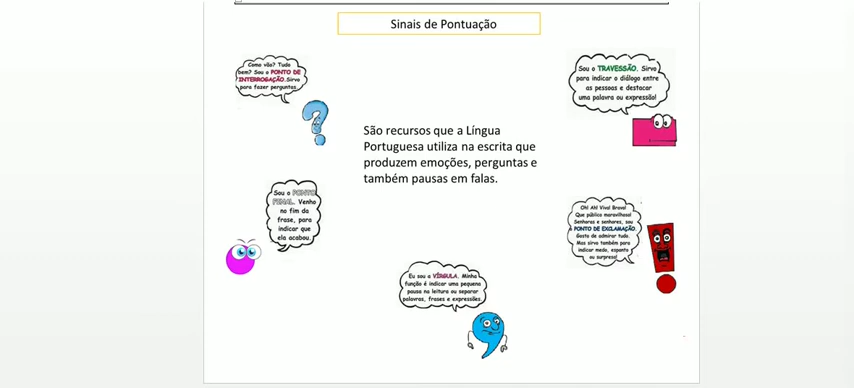 Sinais de Pontuação
Como vão? Tudo
bem? Sou o PONTO DE
INTERROGAÇÃO. Sirvo
para fazer perguntas.
Sou o TRAVESSÃO. Sirvo
para indicar o diálogo entre
as pessoas e destacar
uma palavra ou expressão!
São recursos que a Língua
Portuguesa utiliza na escrita que
produzem emoções, perguntas e
também pausas em falas.
Sou o PONTO
FINAL. Venho
no fim da
frase, para
indicar que
ela acabou.
Oh! Ah! Viva! Bravo!
Que público maravilhoso!
Senhoras e senhores, sou
o PONTO DE EXCLAMAÇÃO.
Gosto de admirar tudo.
Mas sirvo também para
indicar medo, espanto
ou surpresa!
Eu sou a VÍRGULA. Minha
função é indicar uma pequena
pausa na leitura ou separar
palavras, frases e expressões.